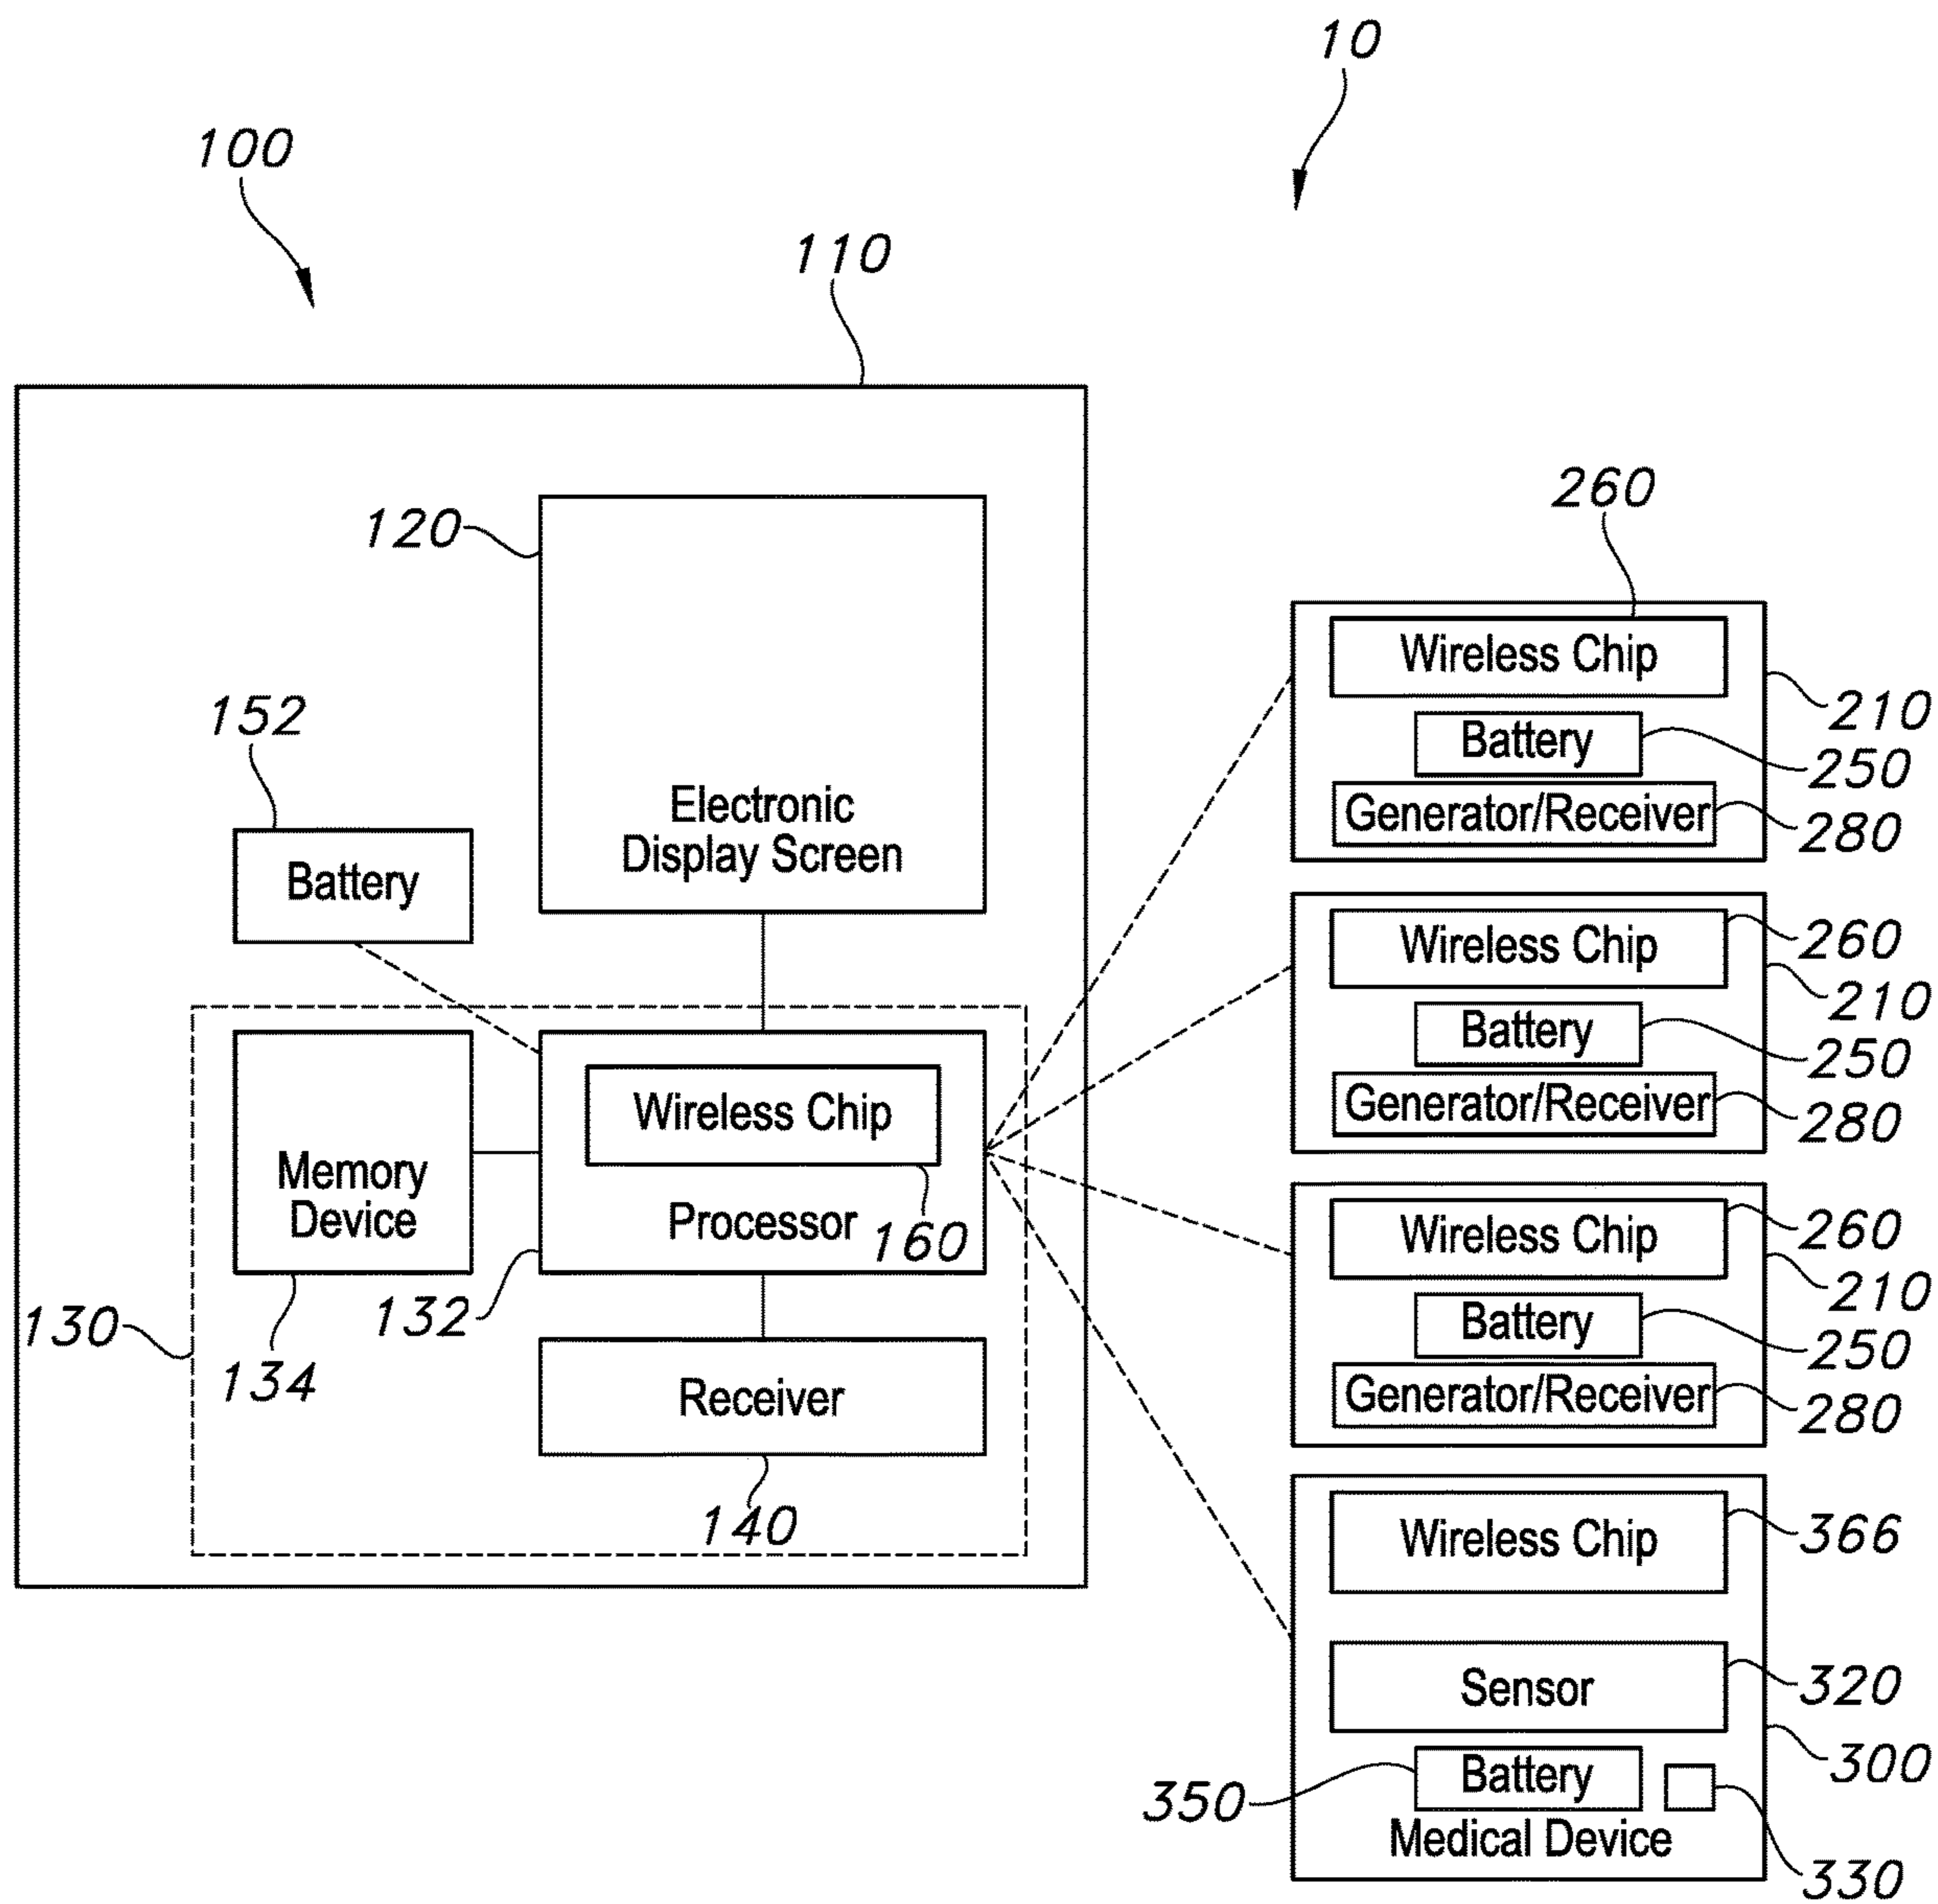 10
100
110
260
120
Wireless Chip
210
152
Battery
250
Electronic
Display Screen
Generator/Receiver
280
Battery
Wireless Chip
260
210
Battery
250
Wireless Chip
Generator/Receiver
280
Memory
Device
Processor
160
Wireless Chip
260
210
130
134
132
Battery
250
Receiver
Generator/Receiver
280
140
Wireless Chip
366
Sensor
320
300
350
Battery
Medical Device
330